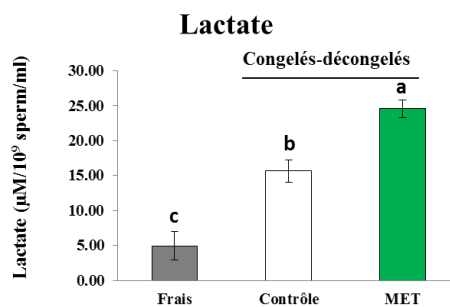 Lactate
Congelés-décongelés
Lactate (µM/10⁹ sperm/ml)
30.00
25.00
20.00
15.00
10.00
5.00
0.00
c
b
a
Frais
Contrôle
MET